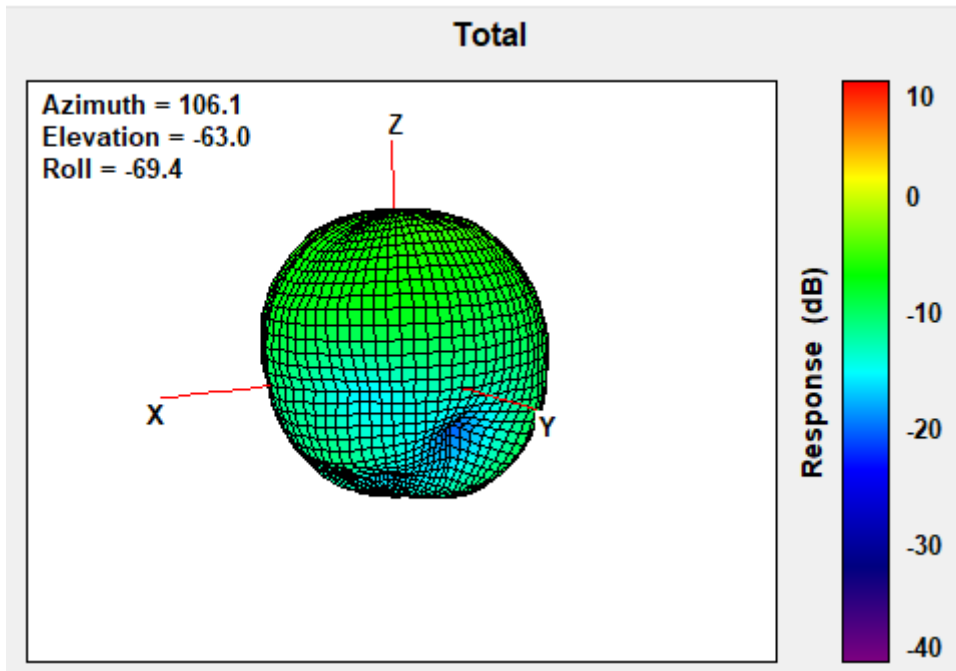 Total
Azimuth = 106.1
Elevation = -63.0
Roll = -69.4
Z
X
Y
Response (dB)
10
0
-10
-20
-30
-40